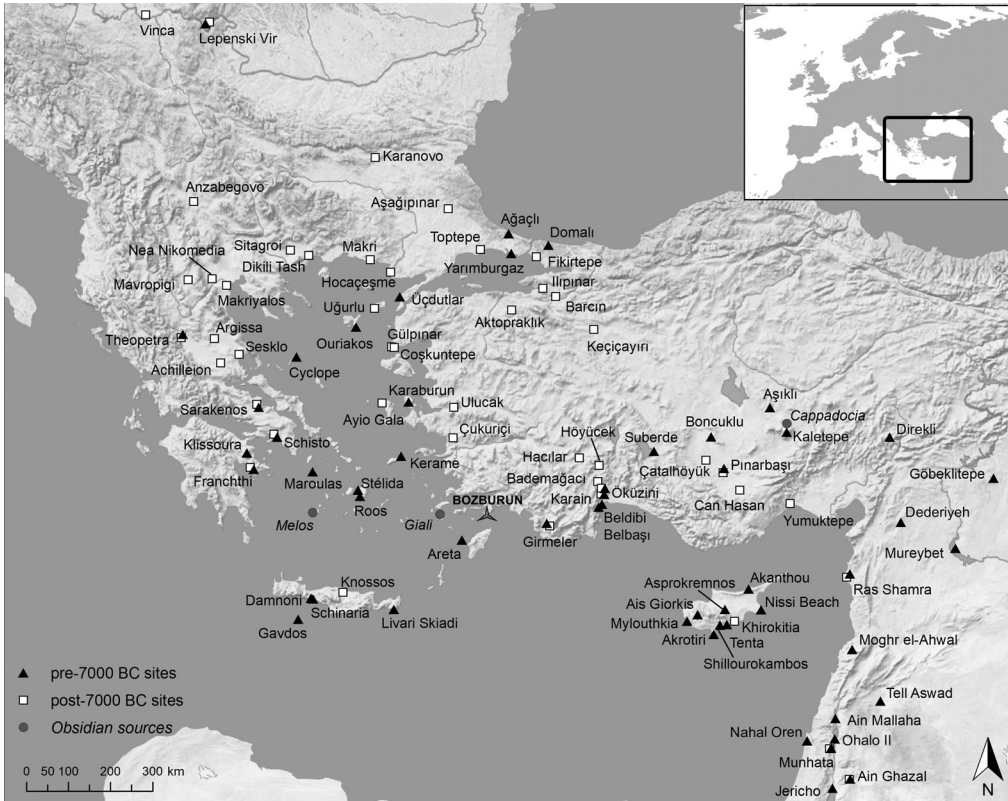 Vinca
Lepenski Vir
Karanovo
Anzabegovo
Aşağıpınar
Ağaçlı
Nea Nikomedia
Sitagroi
Makri
Toptepe
Domalı
Dikili Tash
Yarımburgaz
Fikirtepe
Mavropigi
Hocaçeşme
Ilıpınar
Makriyalos
Üçdutlar
Barcın
Uğurlu
Aktopraklık
Argissa
Theopetra
Ouriakos
Gülpınar
Keçiçayırı
Sesklo
Coşkuntepe
Achilleion
Cyclope
Karaburun
Aşıklı
Sarakenos
Ayio Gala
Ulucak
Boncuklu
Cappadocia
Klissoura
Schisto
Çukuriçi
Höyücek
Suberde
Kaletepe
Direkli
Hacılar
Kerame
Çatalhöyük
Pınarbaşı
Göbeklitepe
Franchthi
Maroulas
Stélida
Bademağacı
Öküzini
Roos
BOZBURUN
Karain
Can Hasan
Yumuktepe
Melos
Giali
Beldibi
Dederiyeh
Areta
Girmeler
Belbaşı
Mureybet
Knossos
Asprokremnos
Akanthou
Ras Shamra
Damnoni
Schinaria
Ais Giorkis
Nissi Beach
Gavdos
Livari Skiadi
Mylouthkia
Khirokitia
Akrotiri
Tenta
Shillourokambos
Moghr el-Ahwal
pre-7000 BC sites
Tell Aswad
post-7000 BC sites
Ain Mallaha
Obsidian sources
Nahal Oren
Ohalo II
Munhata
0 50 100 200 300 km
Ain Ghazal
Jericho
N